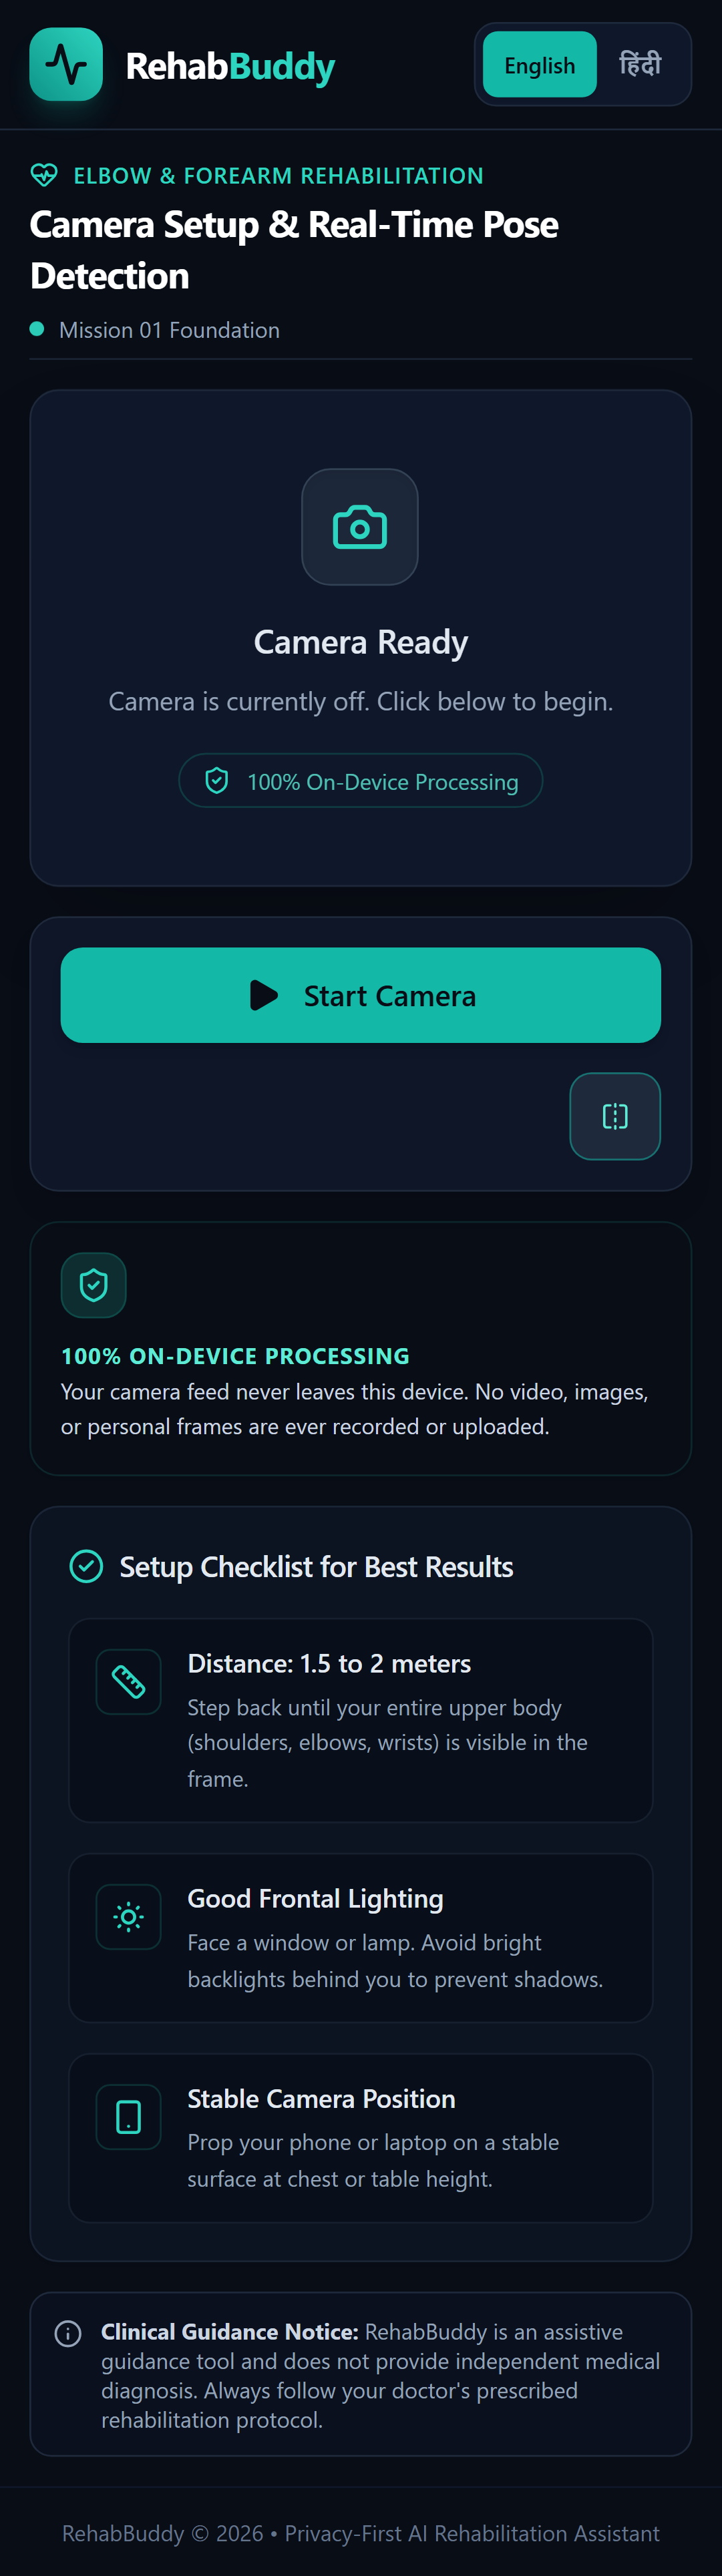 RehabBuddy
English
हिंदी
ELBOW & FOREARM REHABILITATION
Camera Setup & Real-Time Pose
Detection
Mission 01 Foundation
Camera Ready
Camera is currently off. Click below to begin.
100% On-Device Processing
Start Camera
100% ON-DEVICE PROCESSING
Your camera feed never leaves this device. No video, images,
or personal frames are ever recorded or uploaded.
Setup Checklist for Best Results
Distance: 1.5 to 2 meters
Step back until your entire upper body
(shoulders, elbows, wrists) is visible in the
frame.
Good Frontal Lighting
Face a window or lamp. Avoid bright
backlights behind you to prevent shadows.
Stable Camera Position
Prop your phone or laptop on a stable
surface at chest or table height.
Clinical Guidance Notice: RehabBuddy is an assistive
guidance tool and does not provide independent medical
diagnosis. Always follow your doctor's prescribed
rehabilitation protocol.
RehabBuddy © 2026 • Privacy-First AI Rehabilitation Assistant